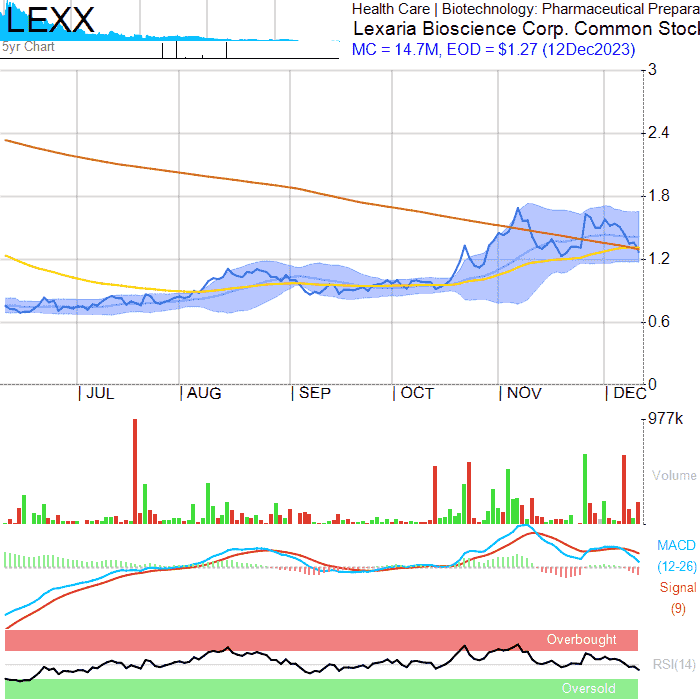 LEXX
5yr Chart
Health Care | Biotechnology: Pharmaceutical Prepara
Lexaria Bioscience Corp. Common Stoc
MC = 14.7M, EOD = $1.27 (12Dec2023)
3
2.4
1.8
1.2
0.6
0
JUL
AUG
SEP
OCT
NOV
DEC
977k
Volume
MACD
(12-26)
Signal
(9)
Overbought
RSI(14)
Oversold